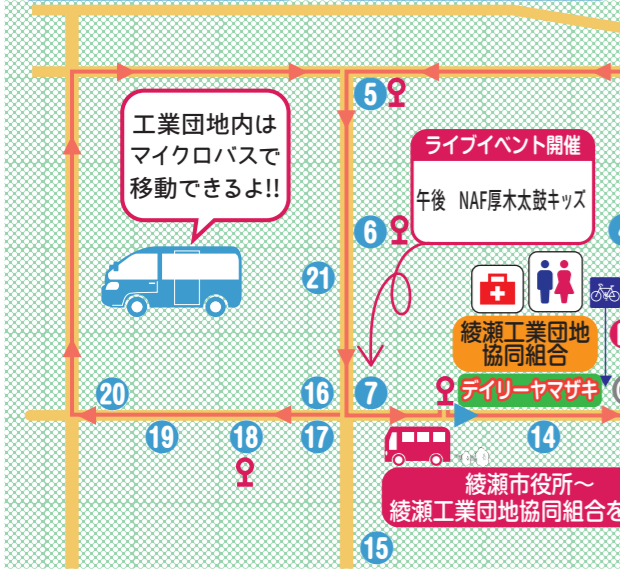 5
工業団地内は
マイクロバスで
移動できるよ!!
ライブイベント開催
午後 NAF厚木太鼓キッズ
6
21
綾瀬工業団地
協同組合
デイリーヤマザキ
20
16
7
19
18
17
14
綾瀬市役所～
綾瀬工業団地協同組合を
15